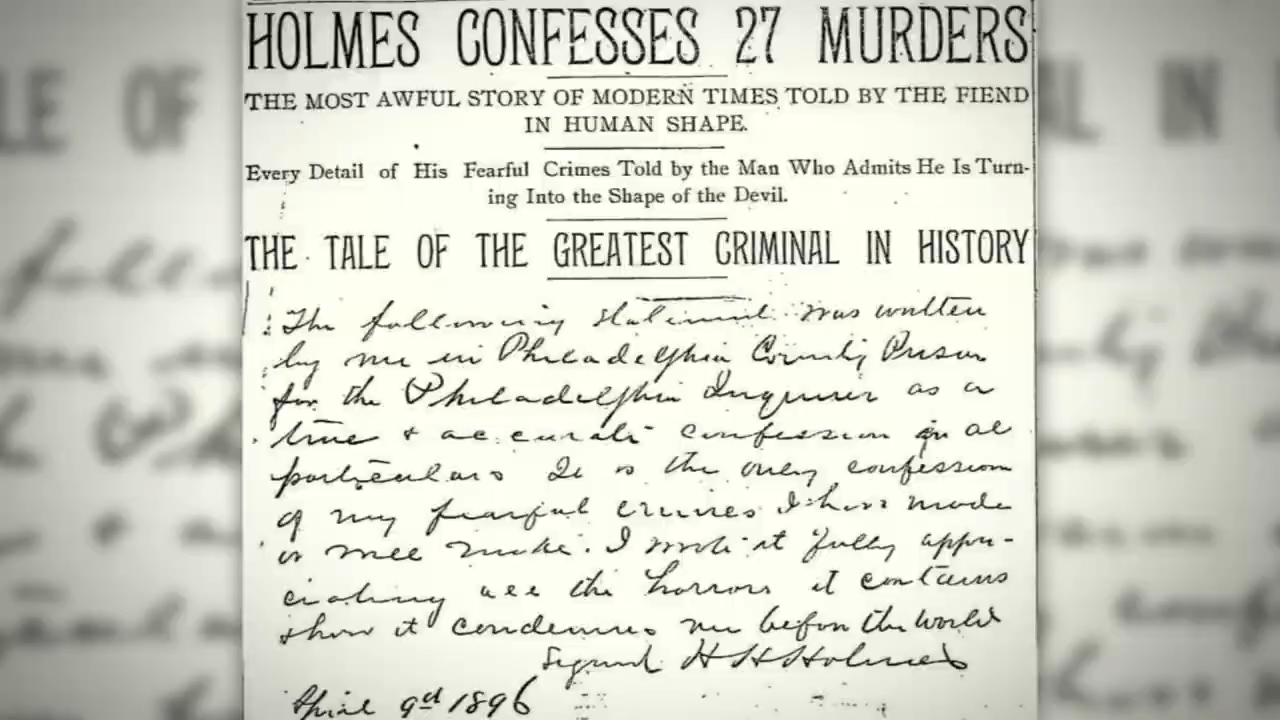 HOLMES CONFESSES 27 MURDERS
THE MOST AWFUL STORY OF MODERN TIMES TOLD BY THE FIEND
IN HUMAN SHAPE.
Every Detail of His Fearful Crimes Told by the Man Who Admits He Is Turn-
ing Into the Shape of the Devil.
THE TALE OF THE GREATEST CRIMINAL IN HISTORY
The following statement was written
by me in Philadelphia County Prison
for the Philadelphia Inquirer as a
true & accurate confession in al
particulars It is the only confession
of my fearful crimes I have made
or will make. I write it fully appre-
ciating all the horrors it contains
& how it condemns me before the World
Signed H H Holmes
April 9d 1896